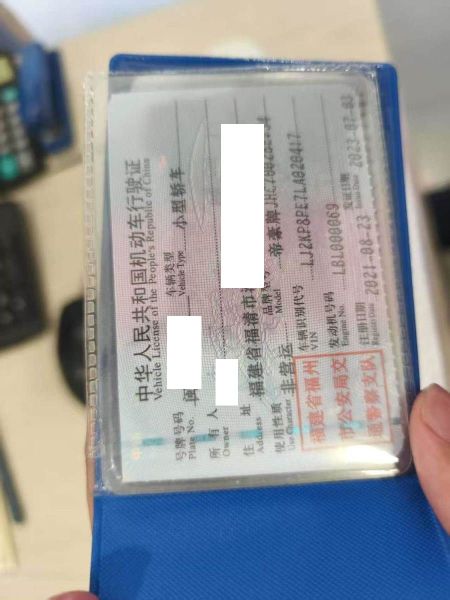 中华人民共和国机动车行驶证
Vehicle License of the People's Republic of China
号牌号码
Plate No.
闽
车辆类型
Vehicle Type
小型轿车
所有人
Owner
住址
Address
福建省福清市
使用性质
Use Character
非营运
品牌型号
Model
帝豪牌
车辆识别代号
VIN
LJ2KP8PE7LA020417
发动机号码
Engine No.
LBL000069
注册日期
Register Date
2021-08-23
发证日期
Issue Date
2023-07-03
福建省福州
市公安局交
通警察支队